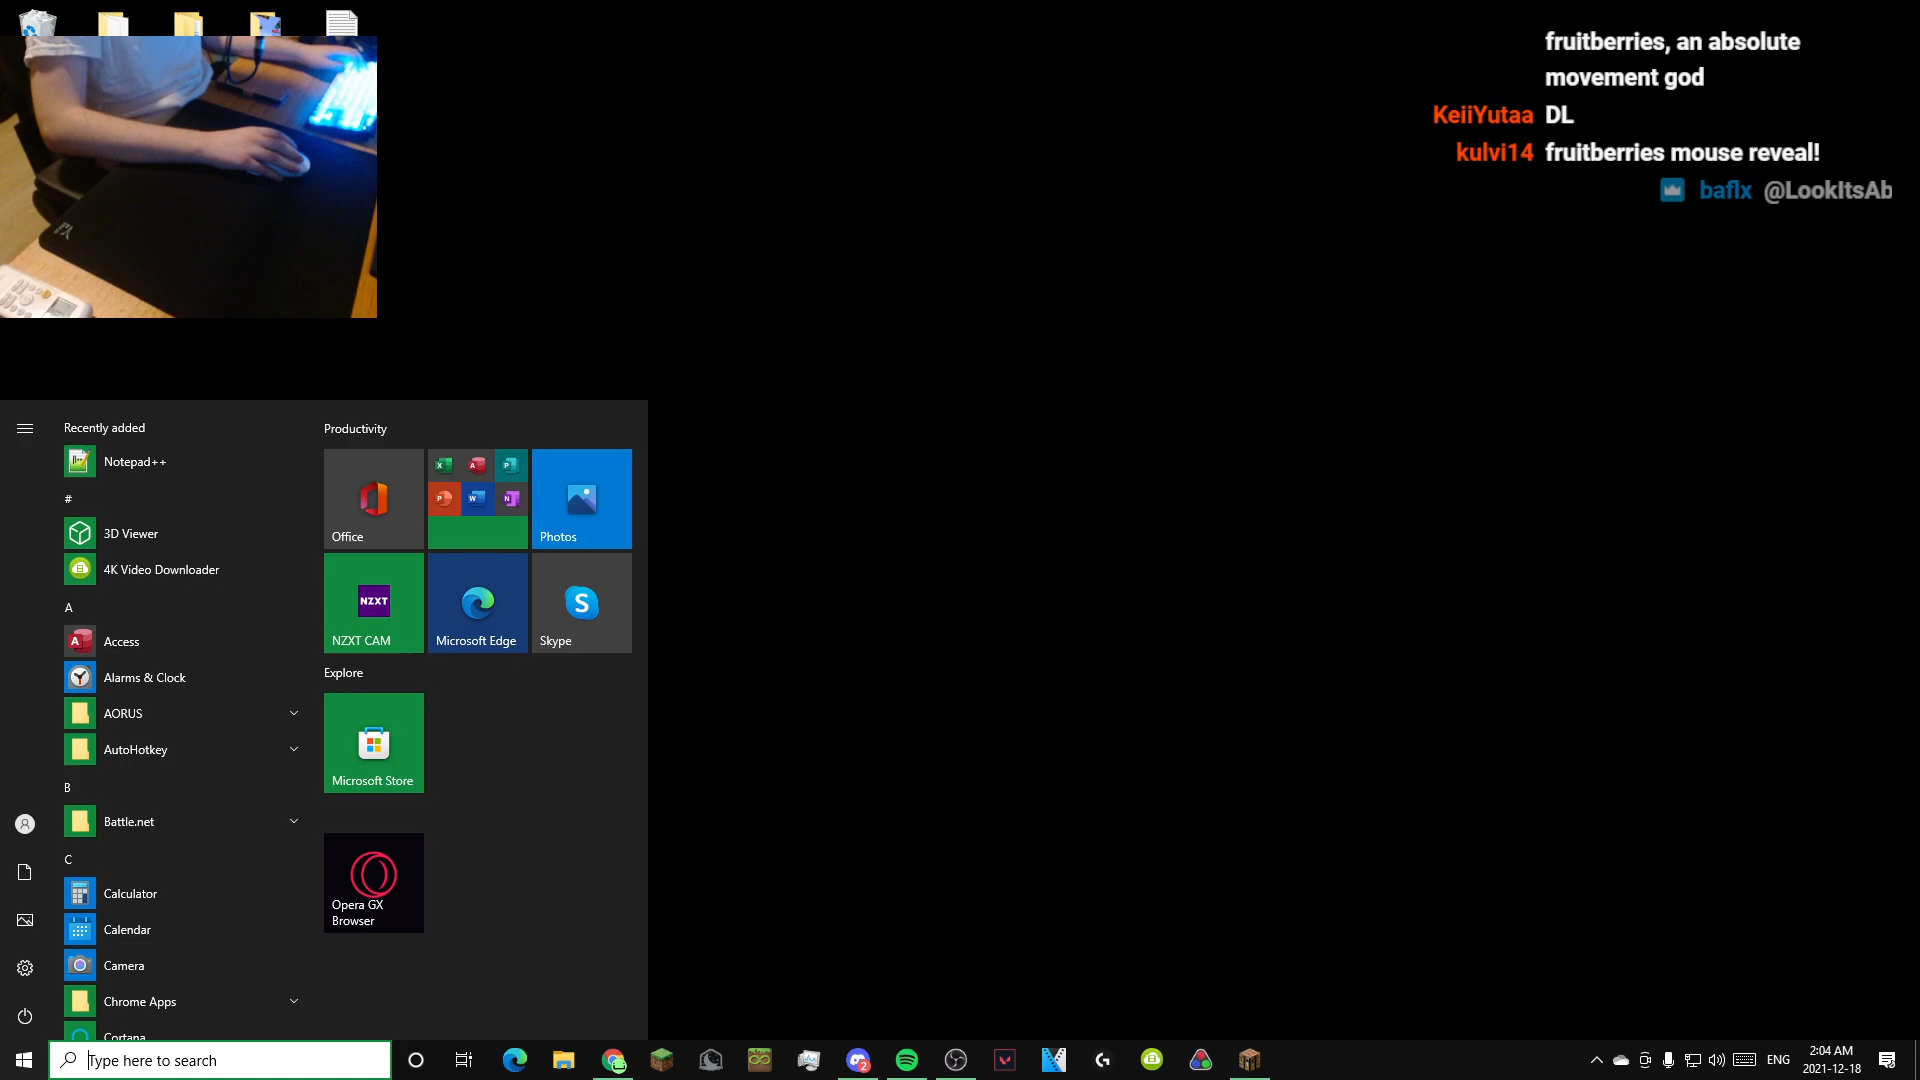 fruitberries, an absolute
movement god
KeiiYutaa DL
kulvi14 fruitberries mouse reveal!
baflx @LookItsAb
Recently added
Notepad++
#
3D Viewer
4K Video Downloader
A
Access
Alarms & Clock
AORUS
AutoHotkey
B
Battle.net
C
Calculator
Calendar
Camera
Chrome Apps
Cortana
Productivity
Office
Photos
NZXT
NZXT CAM
Microsoft Edge
Skype
Explore
Microsoft Store
Opera GX
Browser
Type here to search
2
ENG
2:04 AM
2021-12-18